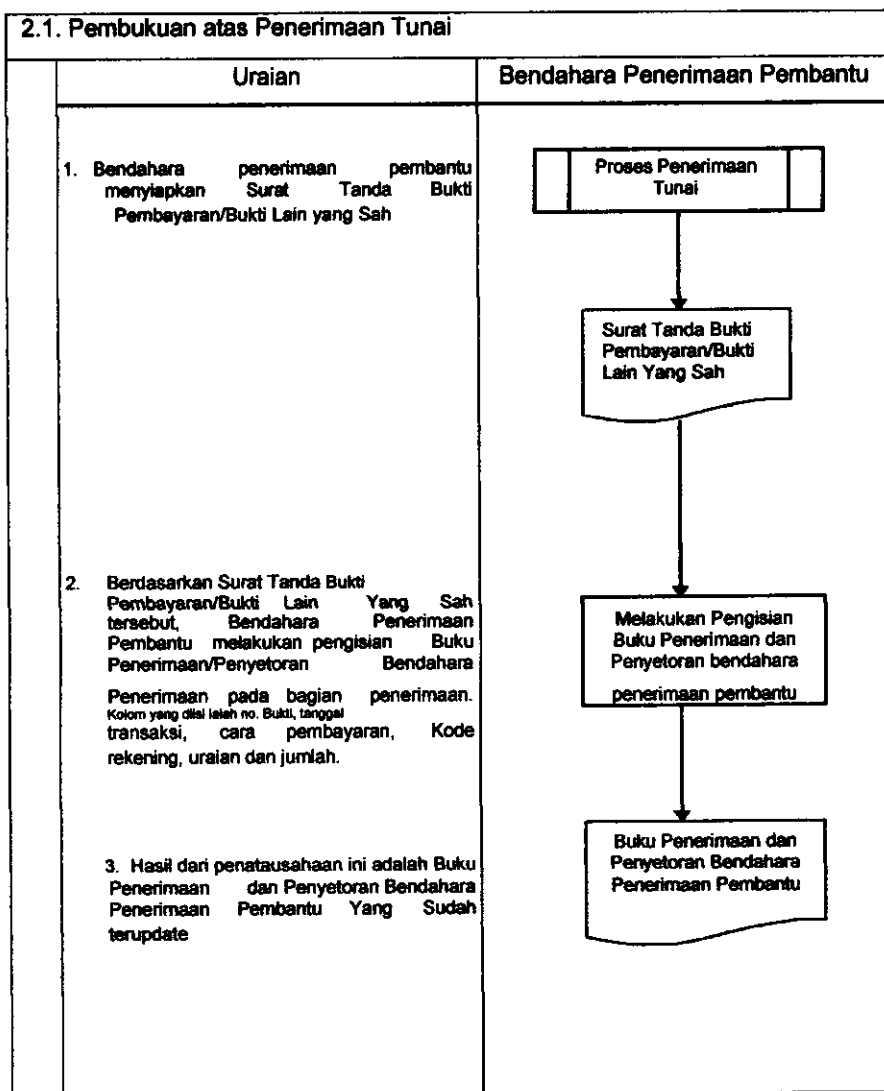 2.1. Pembukuan atas Penerimaan Tunai
Uraian
Bendahara Penerimaan Pembantu
1. Bendahara penerimaan pembantu
menyiapkan Surat Tanda Bukti
Pembayaran/Bukti Lain yang Sah
Proses Penerimaan
Tunai
Surat Tanda Bukti
Pembayaran/Bukti
Lain Yang Sah
2. Berdasarkan Surat Tanda Bukti
Pembayaran/Bukti Lain Yang Sah
tersebut, Bendahara Penerimaan
Pembantu melakukan pengisian Buku
Penerimaan/Penyetoran Bendahara
Penerimaan pada bagian penerimaan.
Kolom yang diisi ialah no. Bukti, tanggal
transaksi, cara pembayaran, Kode
rekening, uraian dan jumlah.
Melakukan Pengisian
Buku Penerimaan dan
Penyetoran bendahara
penerimaan pembantu
3. Hasil dari penatausahaan ini adalah Buku
Penerimaan dan Penyetoran Bendahara
Penerimaan Pembantu Yang Sudah
terupdate
Buku Penerimaan dan
Penyetoran Bendahara
Penerimaan Pembantu